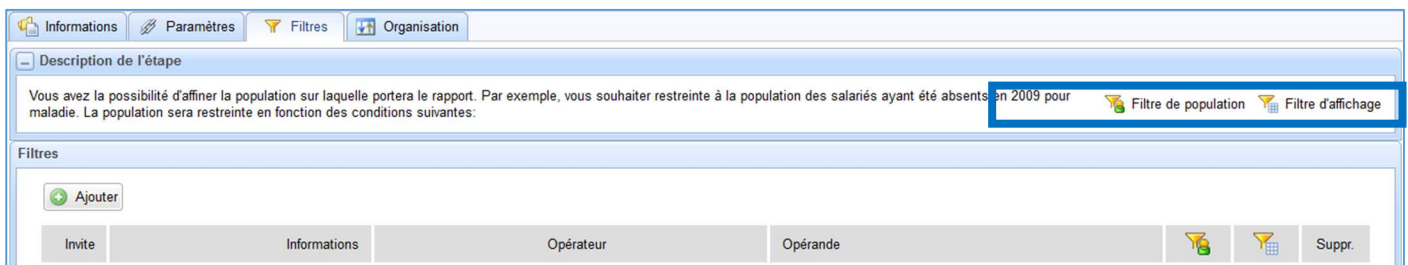 Informations Paramètres Filtres Organisation
Description de l'étape
Vous avez la possibilité d'affiner la population sur laquelle portera le rapport. Par exemple, vous souhaiter restreinte à la population des salariés ayant été absents en 2009 pour
maladie. La population sera restreinte en fonction des conditions suivantes:
Filtre de population Filtre d'affichage
Filtres
Ajouter
Invite Informations Opérateur Opérande Suppr.